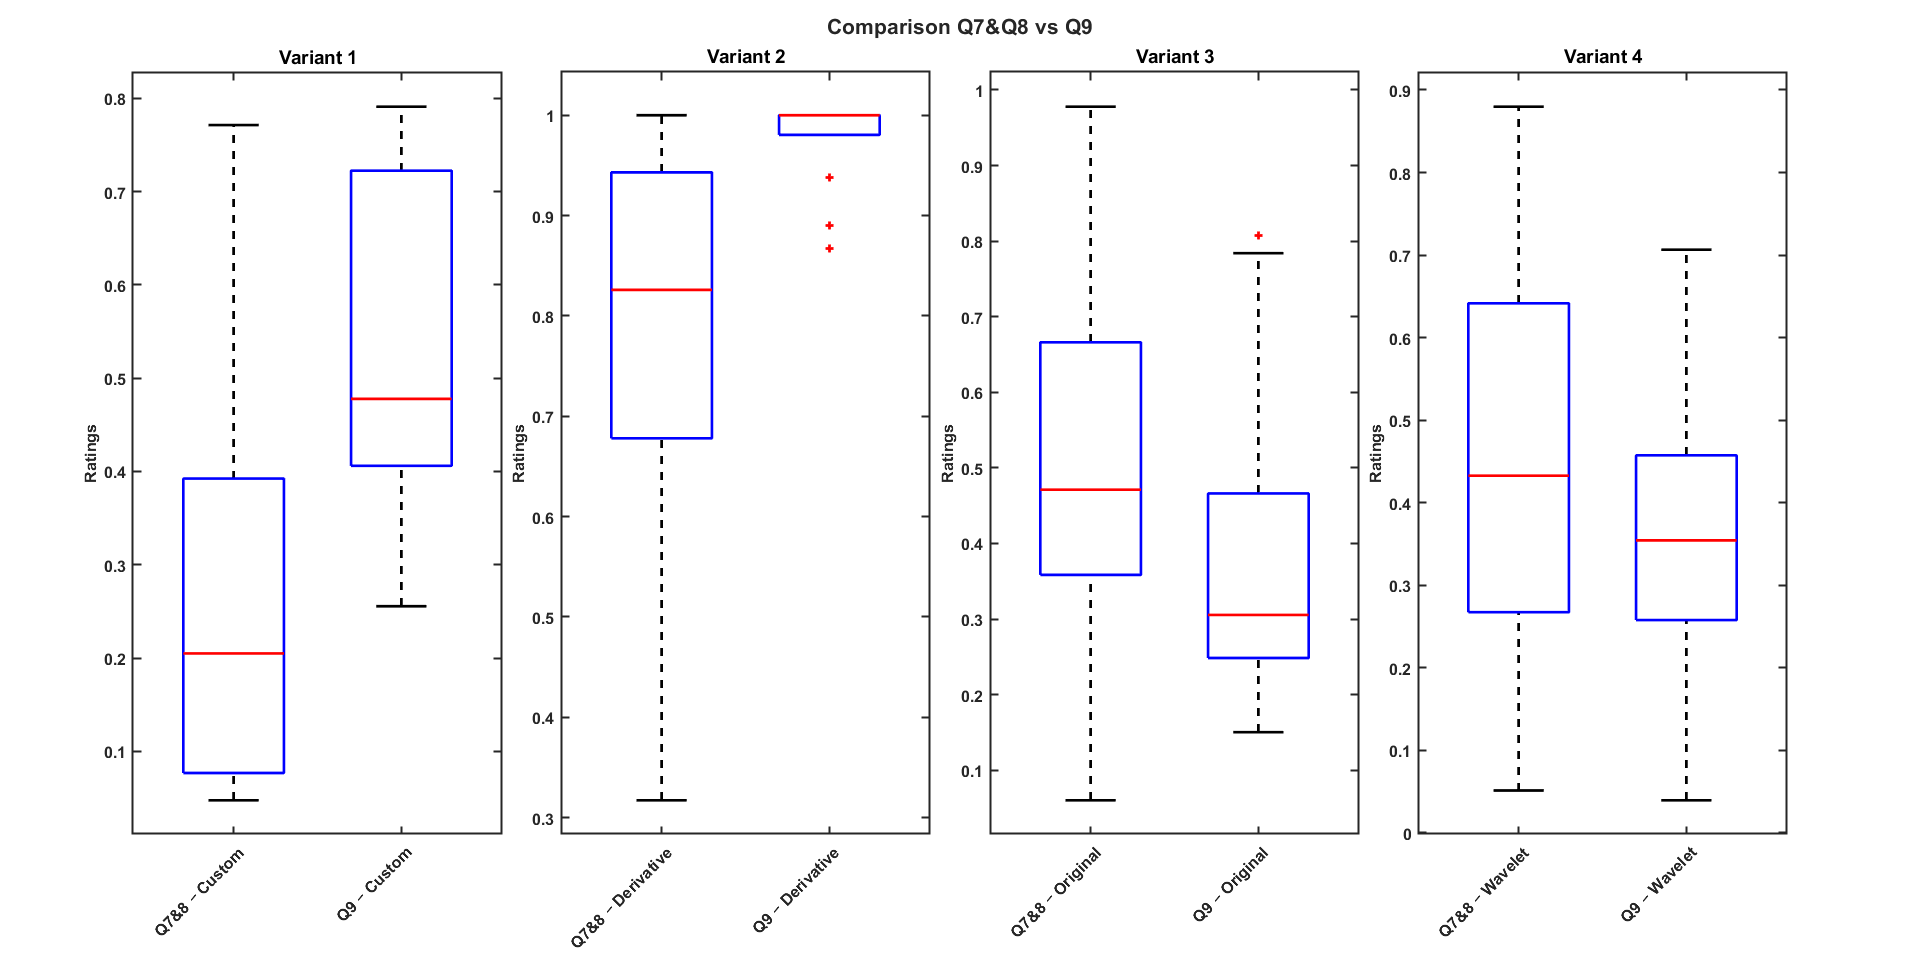 Comparison Q7&Q8 vs Q9
Variant 1
Ratings
0.8
0.7
0.6
0.5
0.4
0.3
0.2
0.1
Q7&8 – Custom
Q9 – Custom
Variant 2
Ratings
1
0.9
0.8
0.7
0.6
0.5
0.4
0.3
Q7&8 – Derivative
Q9 – Derivative
Variant 3
Ratings
1
0.9
0.8
0.7
0.6
0.5
0.4
0.3
0.2
0.1
Q7&8 – Original
Q9 – Original
Variant 4
Ratings
0.9
0.8
0.7
0.6
0.5
0.4
0.3
0.2
0.1
0
Q7&8 – Wavelet
Q9 – Wavelet